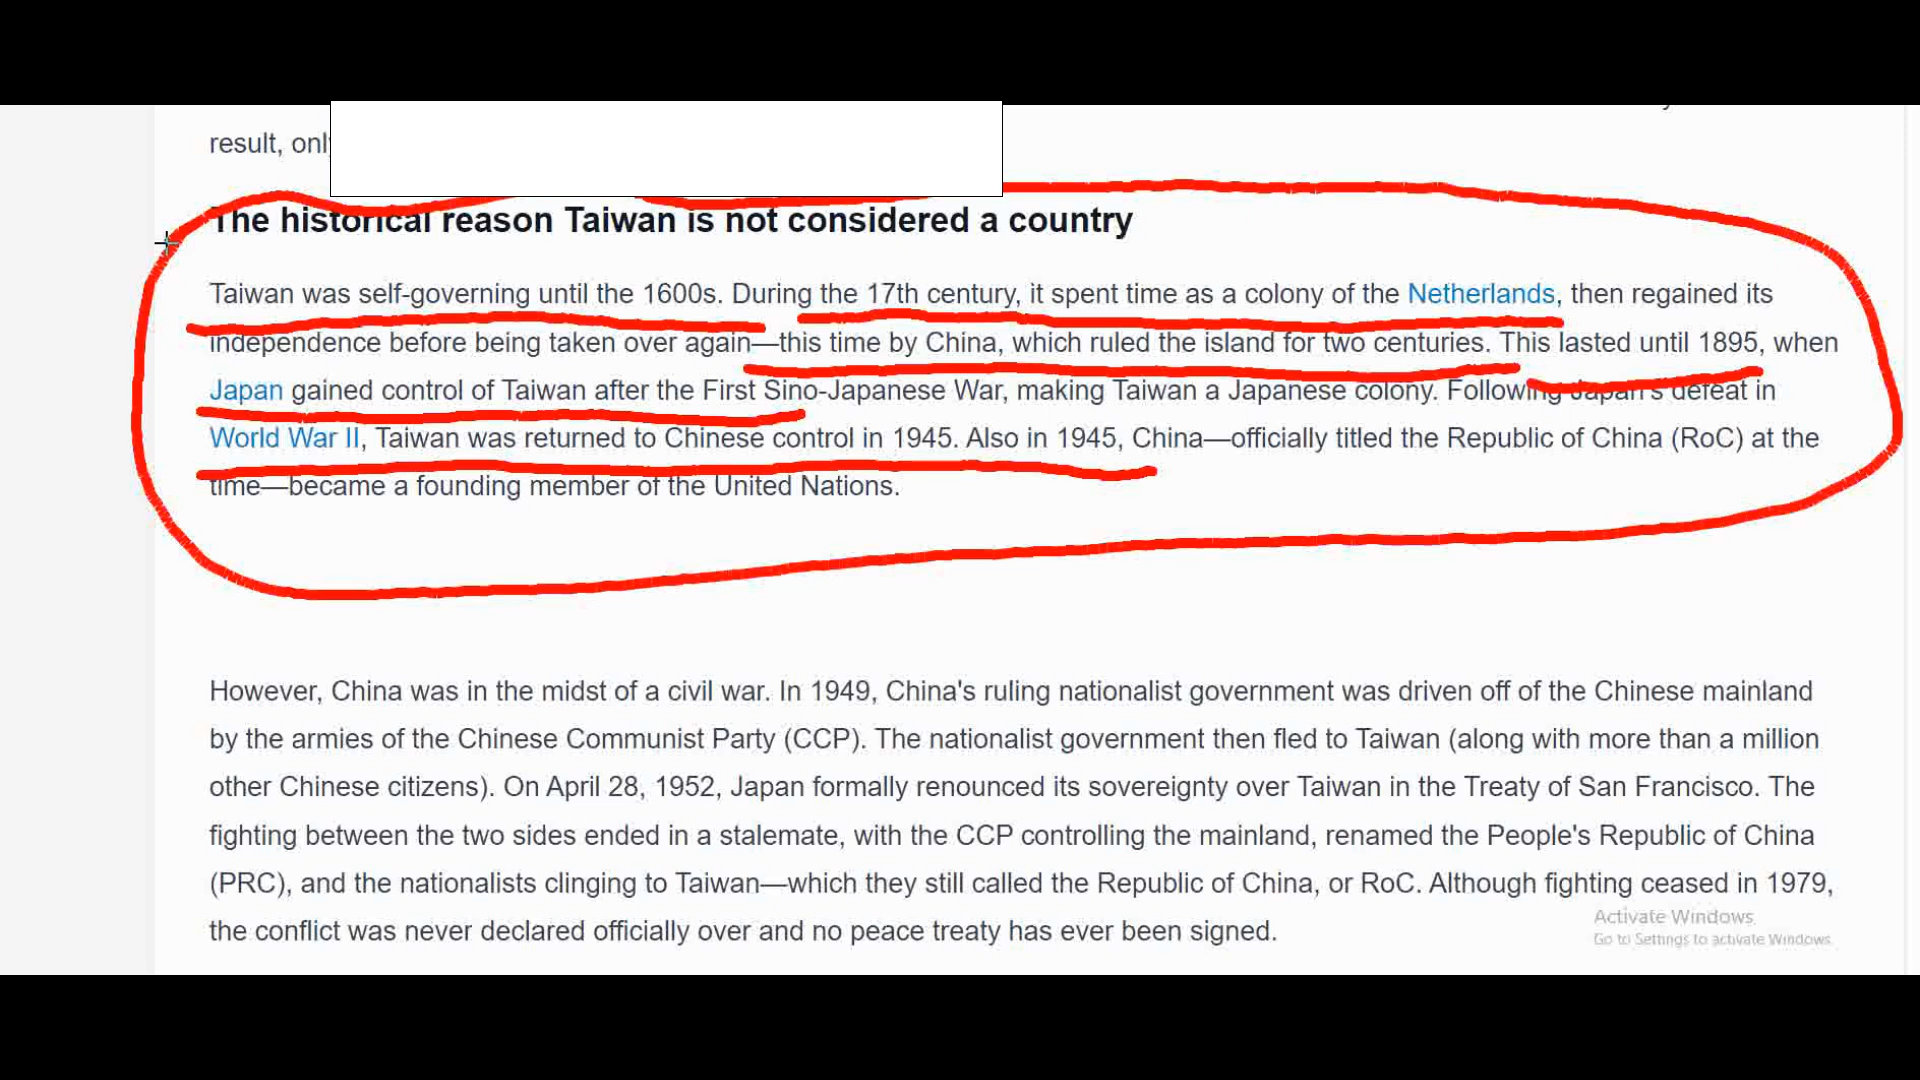 result, only
The historical reason Taiwan is not considered a country
Taiwan was self-governing until the 1600s. During the 17th century, it spent time as a colony of the Netherlands, then regained its
independence before being taken over again—this time by China, which ruled the island for two centuries. This lasted until 1895, when
Japan gained control of Taiwan after the First Sino-Japanese War, making Taiwan a Japanese colony. Following Japan's defeat in
World War II, Taiwan was returned to Chinese control in 1945. Also in 1945, China—officially titled the Republic of China (RoC) at the
time—became a founding member of the United Nations.
However, China was in the midst of a civil war. In 1949, China's ruling nationalist government was driven off of the Chinese mainland
by the armies of the Chinese Communist Party (CCP). The nationalist government then fled to Taiwan (along with more than a million
other Chinese citizens). On April 28, 1952, Japan formally renounced its sovereignty over Taiwan in the Treaty of San Francisco. The
fighting between the two sides ended in a stalemate, with the CCP controlling the mainland, renamed the People's Republic of China
(PRC), and the nationalists clinging to Taiwan—which they still called the Republic of China, or RoC. Although fighting ceased in 1979,
the conflict was never declared officially over and no peace treaty has ever been signed.
Activate Windows
Go to Settings to activate Windows.